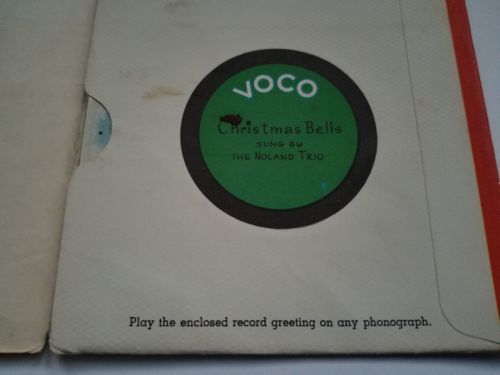 VOCO
Christmas Bells
SUNG BY
THE NOLAND TRIO
Play the enclosed record greeting on any phonograph.